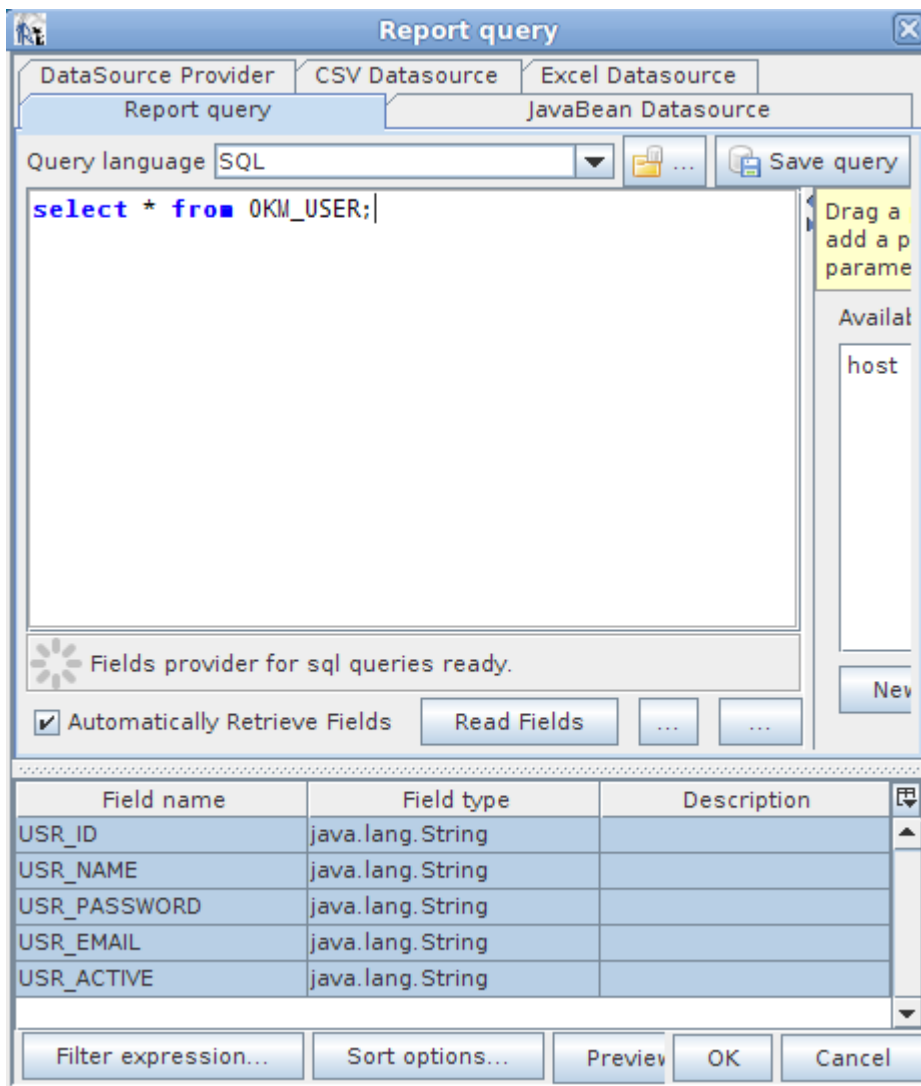 Report query
DataSource Provider CSV Datasource Excel Datasource
Report query JavaBean Datasource
Query language SQL ... Save query
select * from OKM_USER;
Drag a
add a p
parame
Availab
host
Fields provider for sql queries ready.
New
Automatically Retrieve Fields Read Fields ... ...
Field name Field type Description
USR_ID java.lang.String
USR_NAME java.lang.String
USR_PASSWORD java.lang.String
USR_EMAIL java.lang.String
USR_ACTIVE java.lang.String
Filter expression... Sort options... Preview OK Cancel